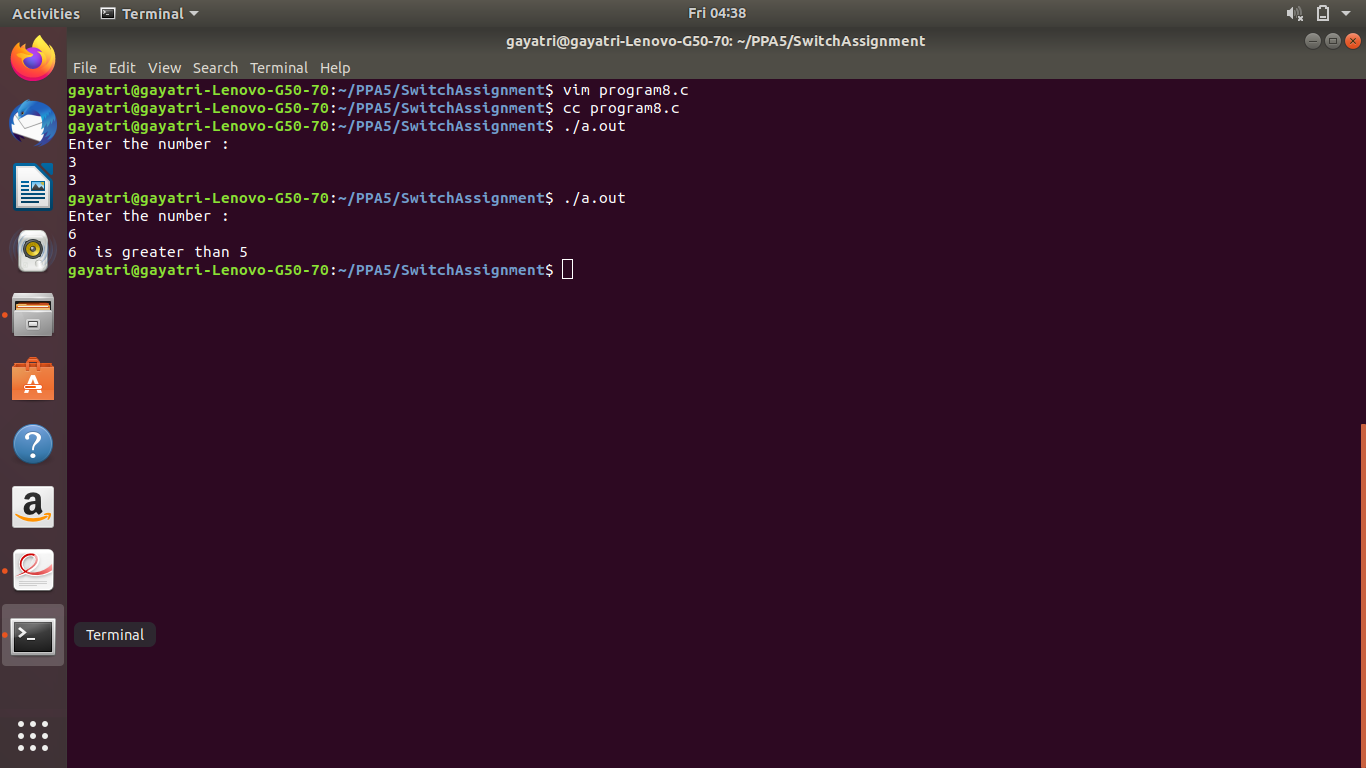 Activities Terminal Fri 04:38
gayatri@gayatri-Lenovo-G50-70: ~/PPA5/SwitchAssignment
File Edit View Search Terminal Help
gayatri@gayatri-Lenovo-G50-70:~/PPA5/SwitchAssignment$ vim program8.c
gayatri@gayatri-Lenovo-G50-70:~/PPA5/SwitchAssignment$ cc program8.c
gayatri@gayatri-Lenovo-G50-70:~/PPA5/SwitchAssignment$ ./a.out
Enter the number :
3
3
gayatri@gayatri-Lenovo-G50-70:~/PPA5/SwitchAssignment$ ./a.out
Enter the number :
6
6  is greater than 5
gayatri@gayatri-Lenovo-G50-70:~/PPA5/SwitchAssignment$
Terminal